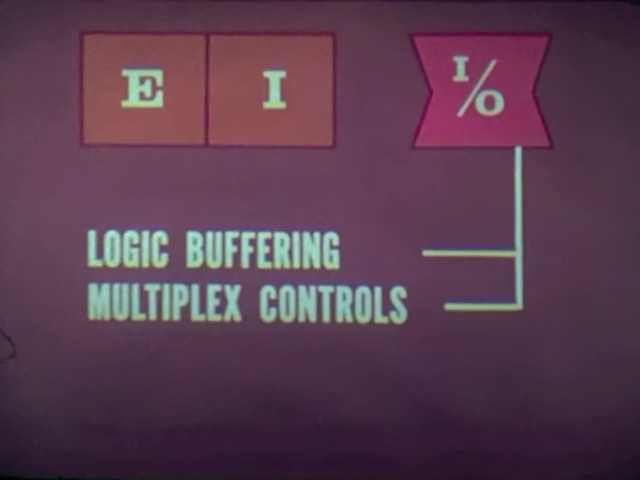 E I I/O
LOGIC BUFFERING
MULTIPLEX CONTROLS